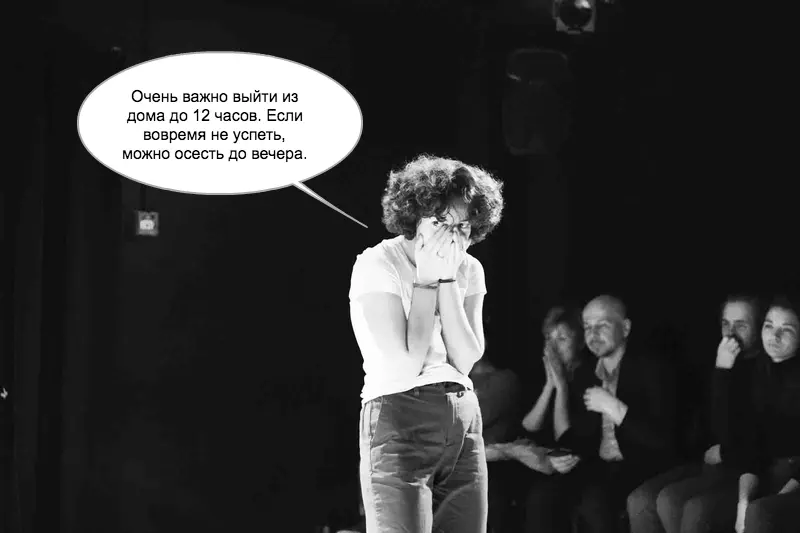 Очень важно выйти из
дома до 12 часов. Если
вовремя не успеть,
можно осесть до вечера.